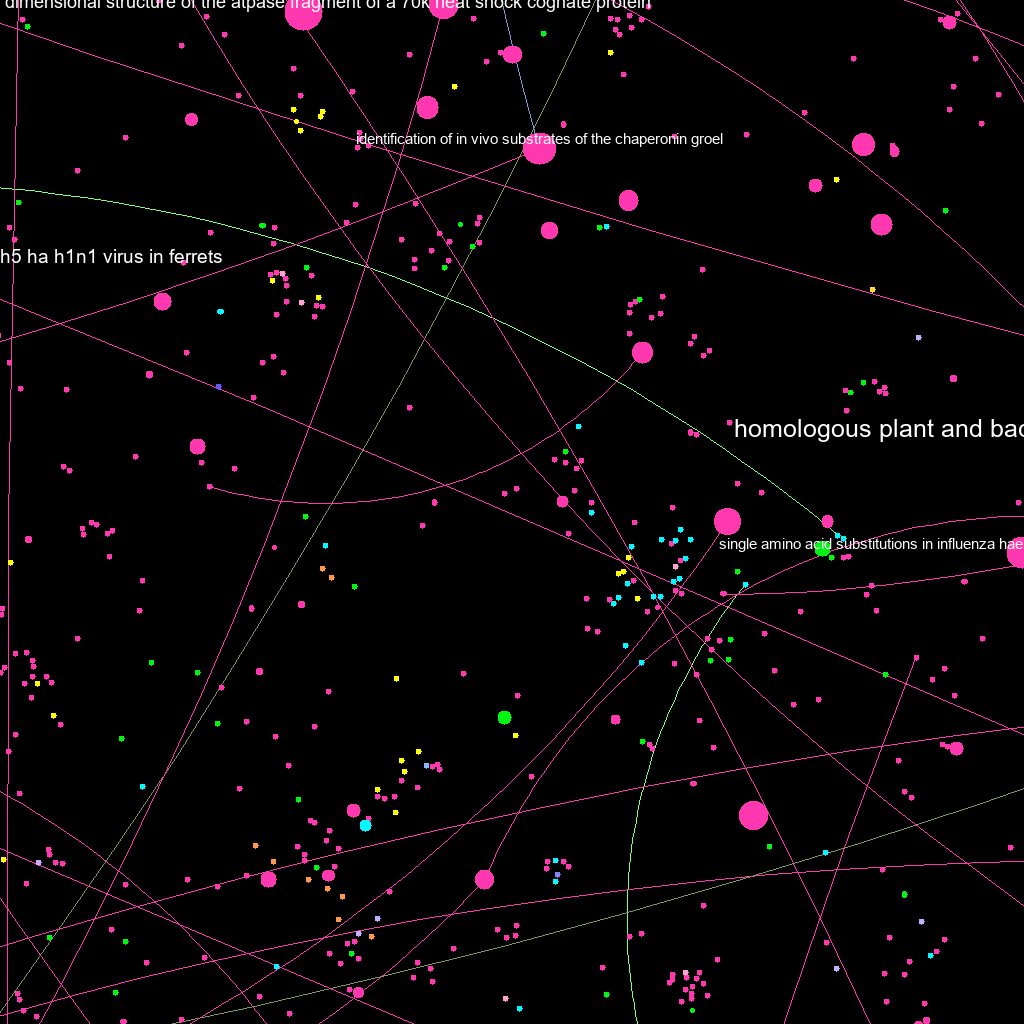 dimensional structure of the atpase fragment of a 70k heat shock cognate protein
identification of in vivo substrates of the chaperonin groel
h5 ha h1n1 virus in ferrets
homologous plant and bac
single amino acid substitutions in influenza hae